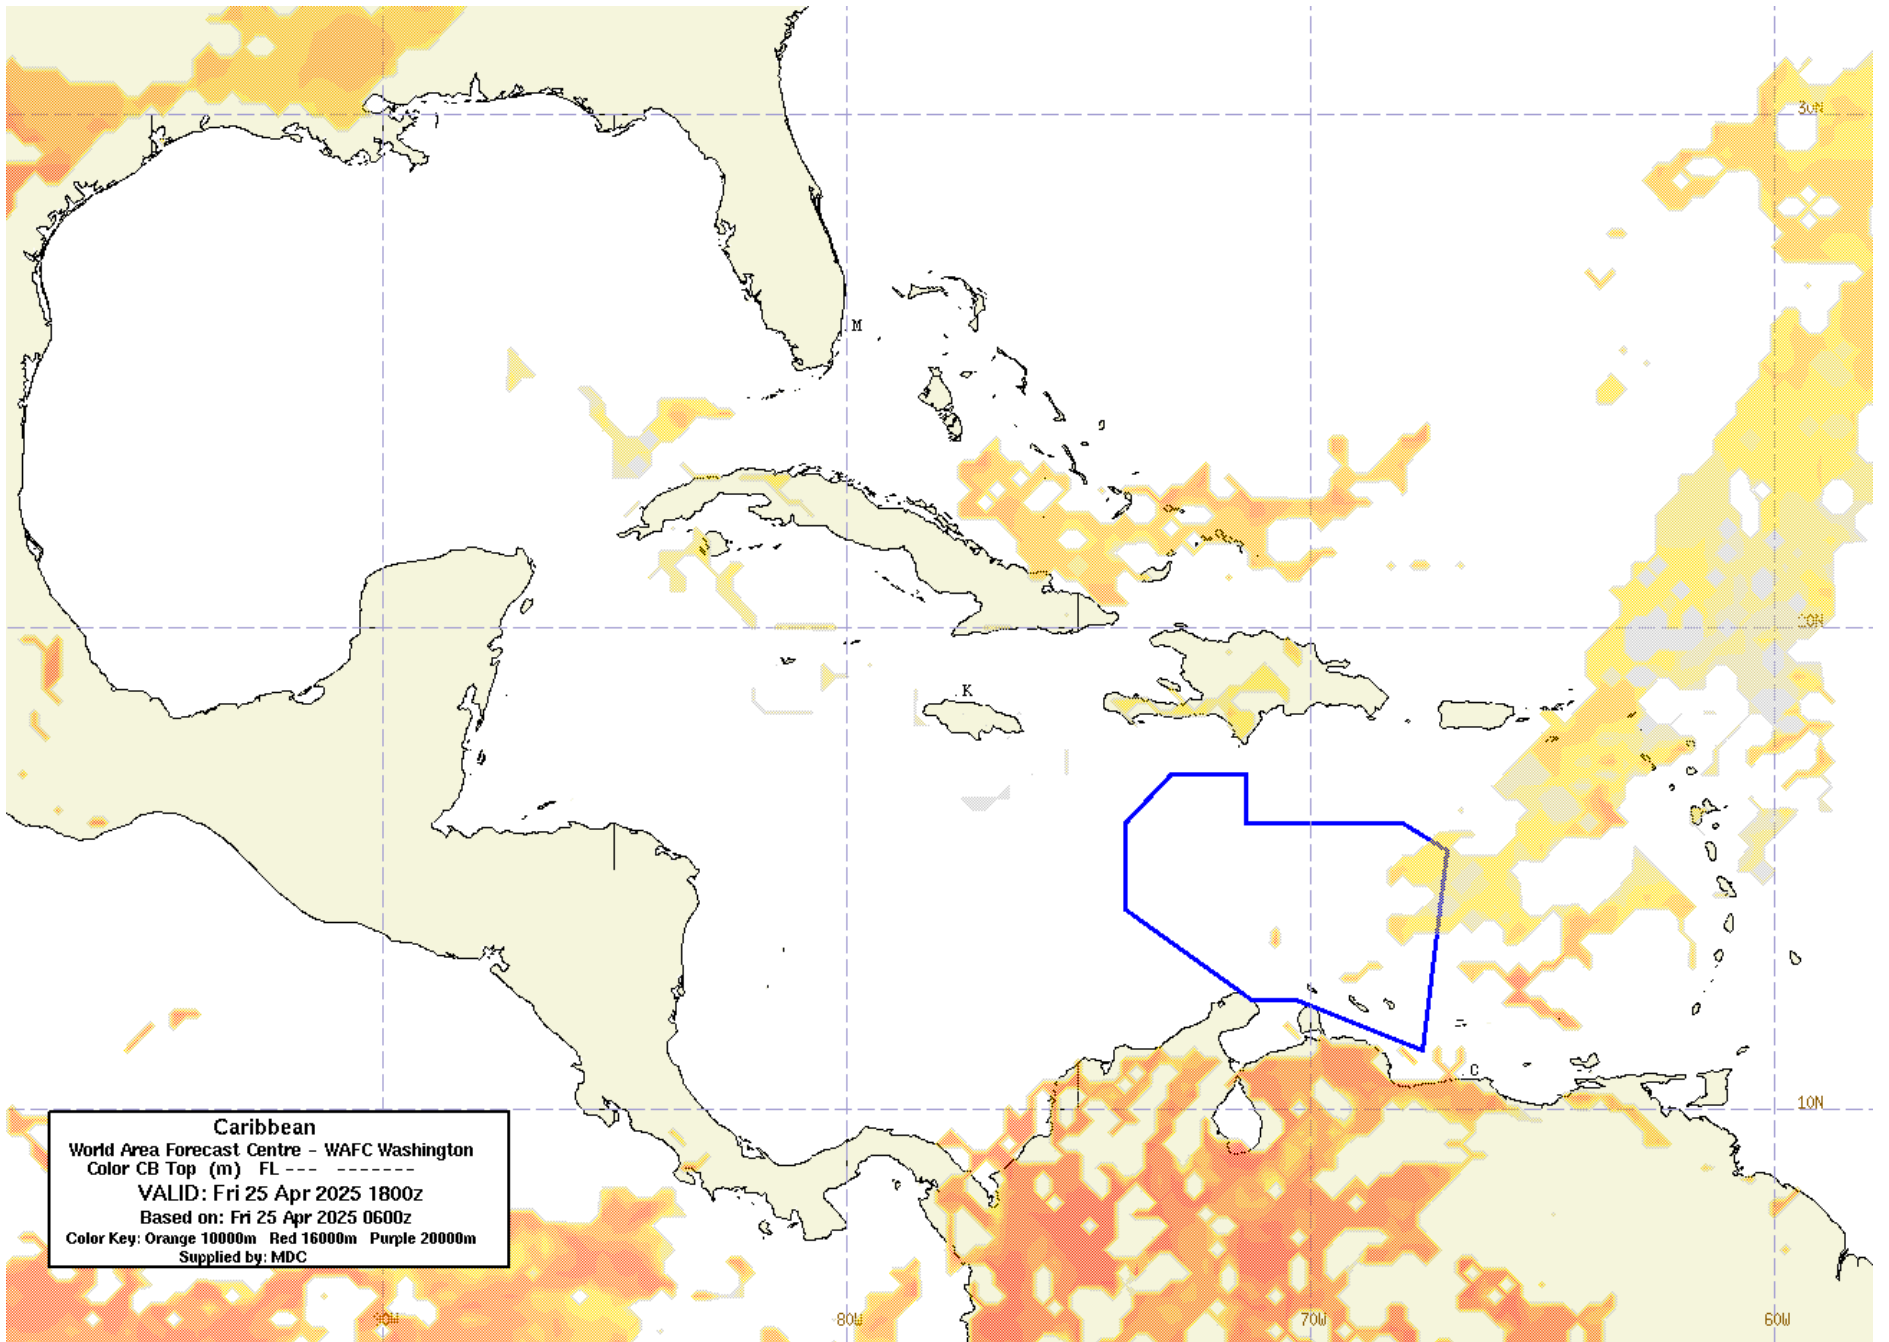 30N
M
20N
K
C
10N
Caribbean
World Area Forecast Centre - WAFC Washington
Color CB Top (m) FL --- -------
VALID: Fri 25 Apr 2025 1800z
Based on: Fri 25 Apr 2025 0600z
Color Key: Orange 10000m Red 16000m Purple 20000m
Supplied by: MDC
90W
80W
70W
60W